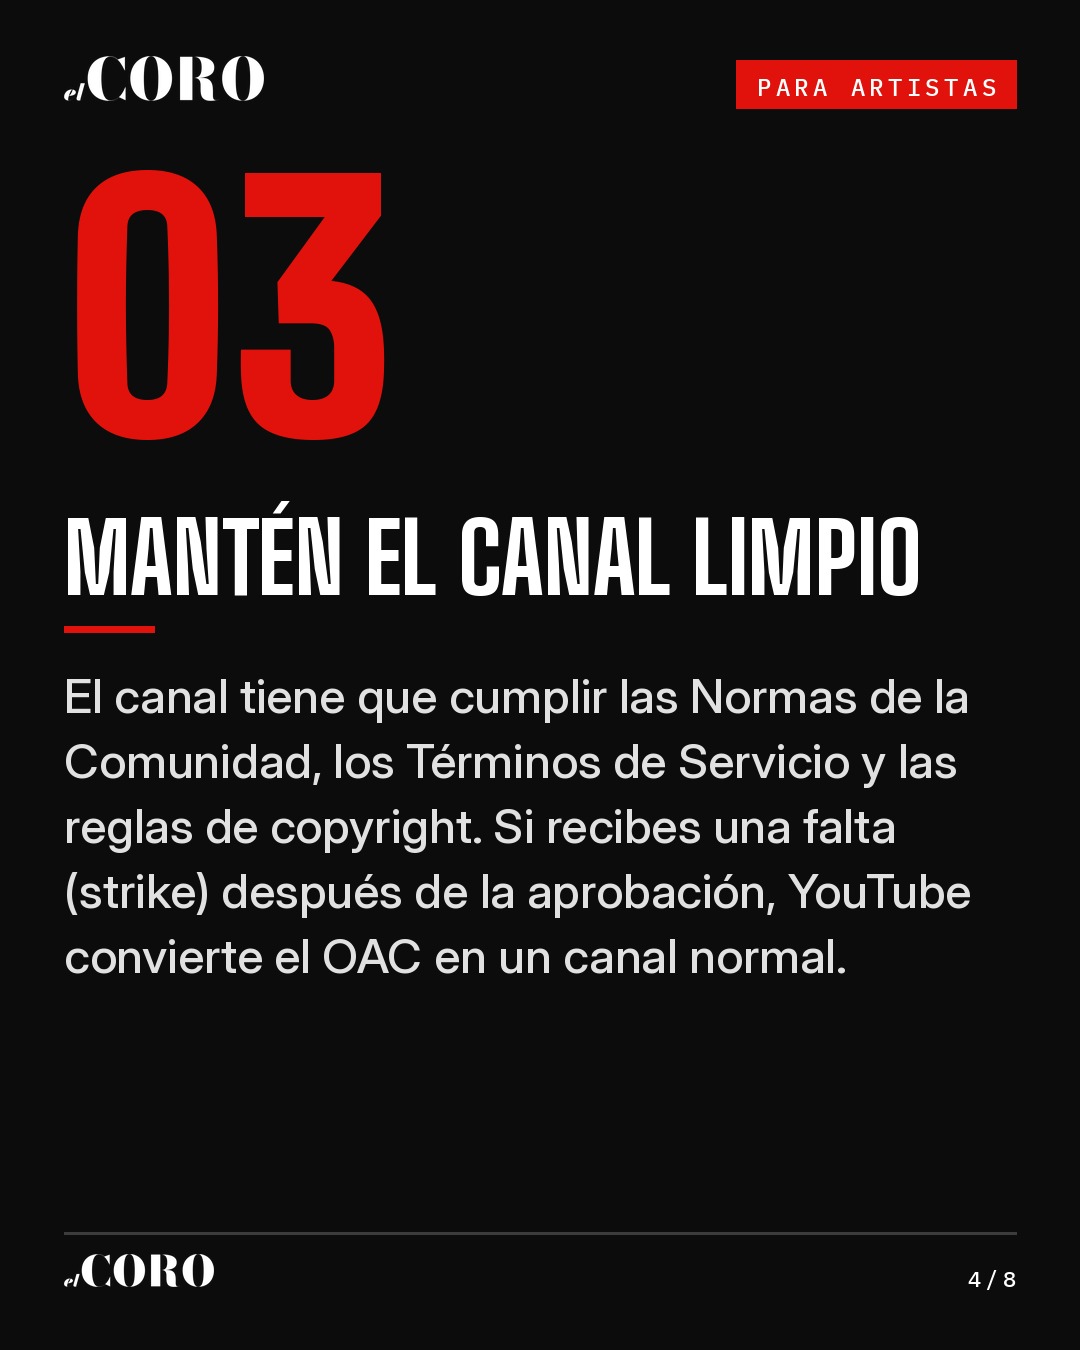 elCORO
PARA ARTISTAS
03
MANTÉN EL CANAL LIMPIO
El canal tiene que cumplir las Normas de la
Comunidad, los Términos de Servicio y las
reglas de copyright. Si recibes una falta
(strike) después de la aprobación, YouTube
convierte el OAC en un canal normal.
elCORO
4 / 8